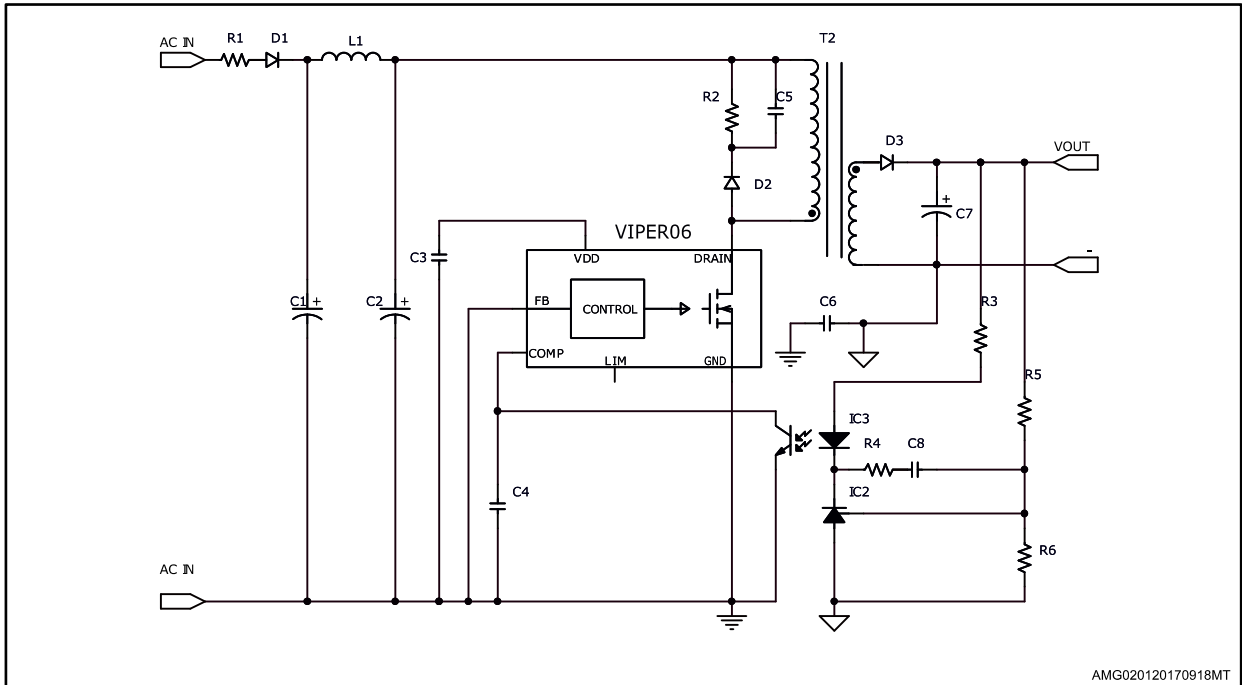 AC IN
R1
D1
L1
T2
R2
C5
D3
VOUT
D2
C7
-
VIPER06
C3
VDD
DRAIN
C1 +
C2 +
+
FB
CONTROL
C6
R3
COMP
LIM
GND
R5
IC3
R4
C8
C4
IC2
R6
AC IN
AMG020120170918MT